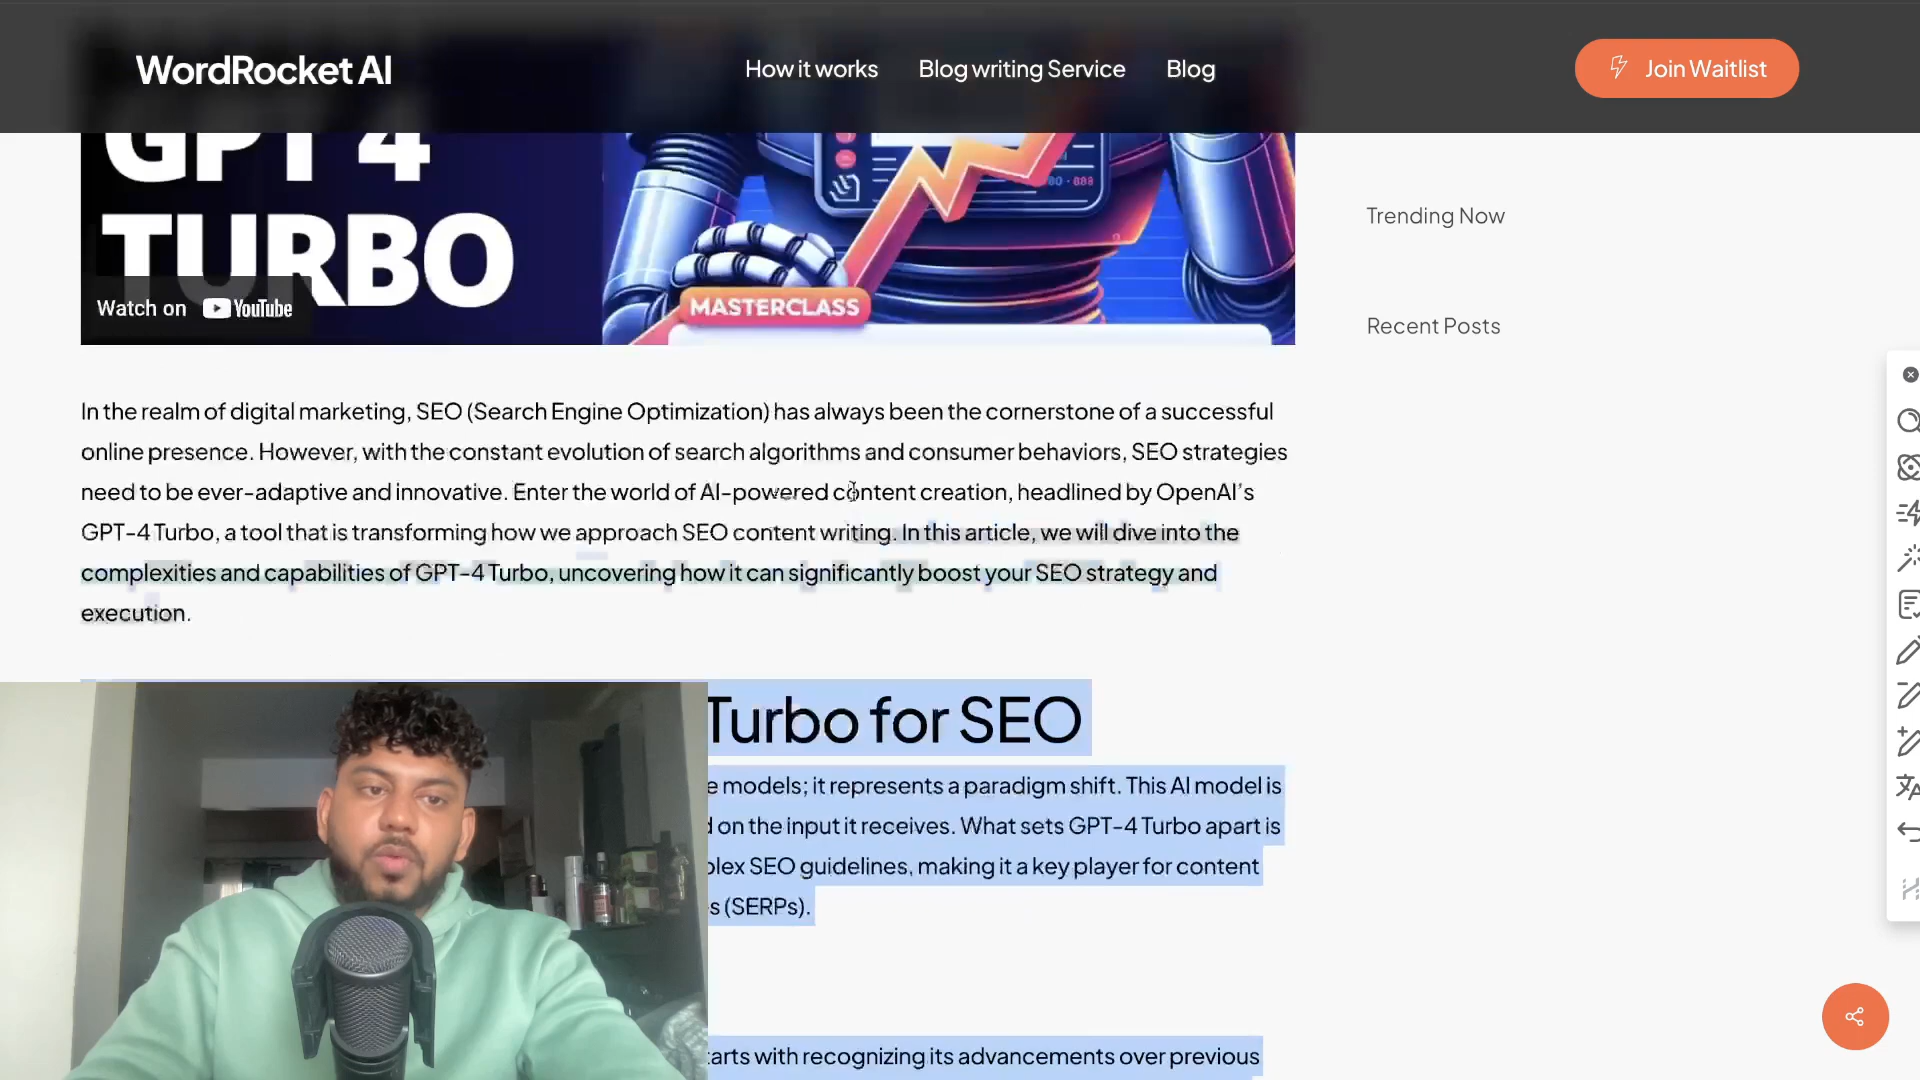 WordRocket AI
How it works
Blog writing Service
Blog
Join Waitlist
GPT 4
TURBO
Watch on YouTube
MASTERCLASS
Trending Now
Recent Posts
In the realm of digital marketing, SEO (Search Engine Optimization) has always been the cornerstone of a successful
online presence. However, with the constant evolution of search algorithms and consumer behaviors, SEO strategies
need to be ever-adaptive and innovative. Enter the world of AI-powered content creation, headlined by OpenAI's
GPT-4 Turbo, a tool that is transforming how we approach SEO content writing. In this article, we will dive into the
complexities and capabilities of GPT-4 Turbo, uncovering how it can significantly boost your SEO strategy and
execution.
Turbo for SEO
models; it represents a paradigm shift. This AI model is
on the input it receives. What sets GPT-4 Turbo apart is
SEO guidelines, making it a key player for content
(SERPs).
with recognizing its advancements over previous